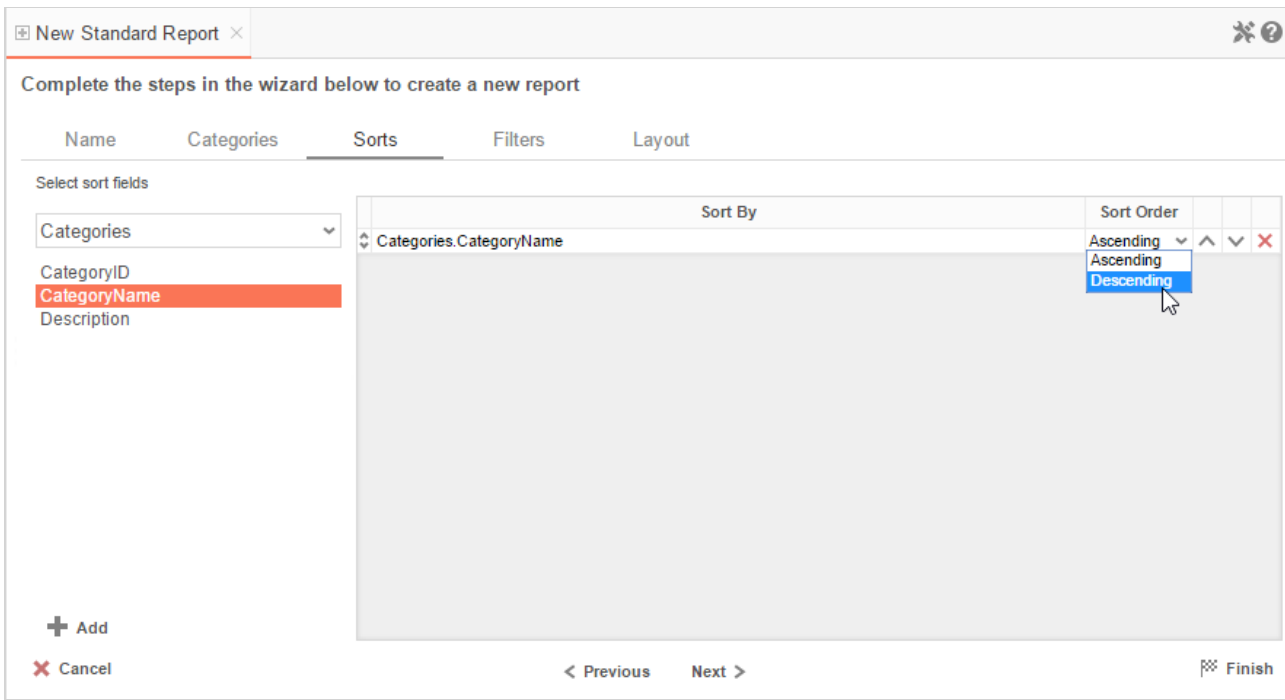 New Standard Report
Complete the steps in the wizard below to create a new report
Name Categories Sorts Filters Layout
Select sort fields
Categories
CategoryID
CategoryName
Description
Sort By Sort Order
Categories.CategoryName Ascending
Ascending
Descending
Add
Cancel Previous Next Finish